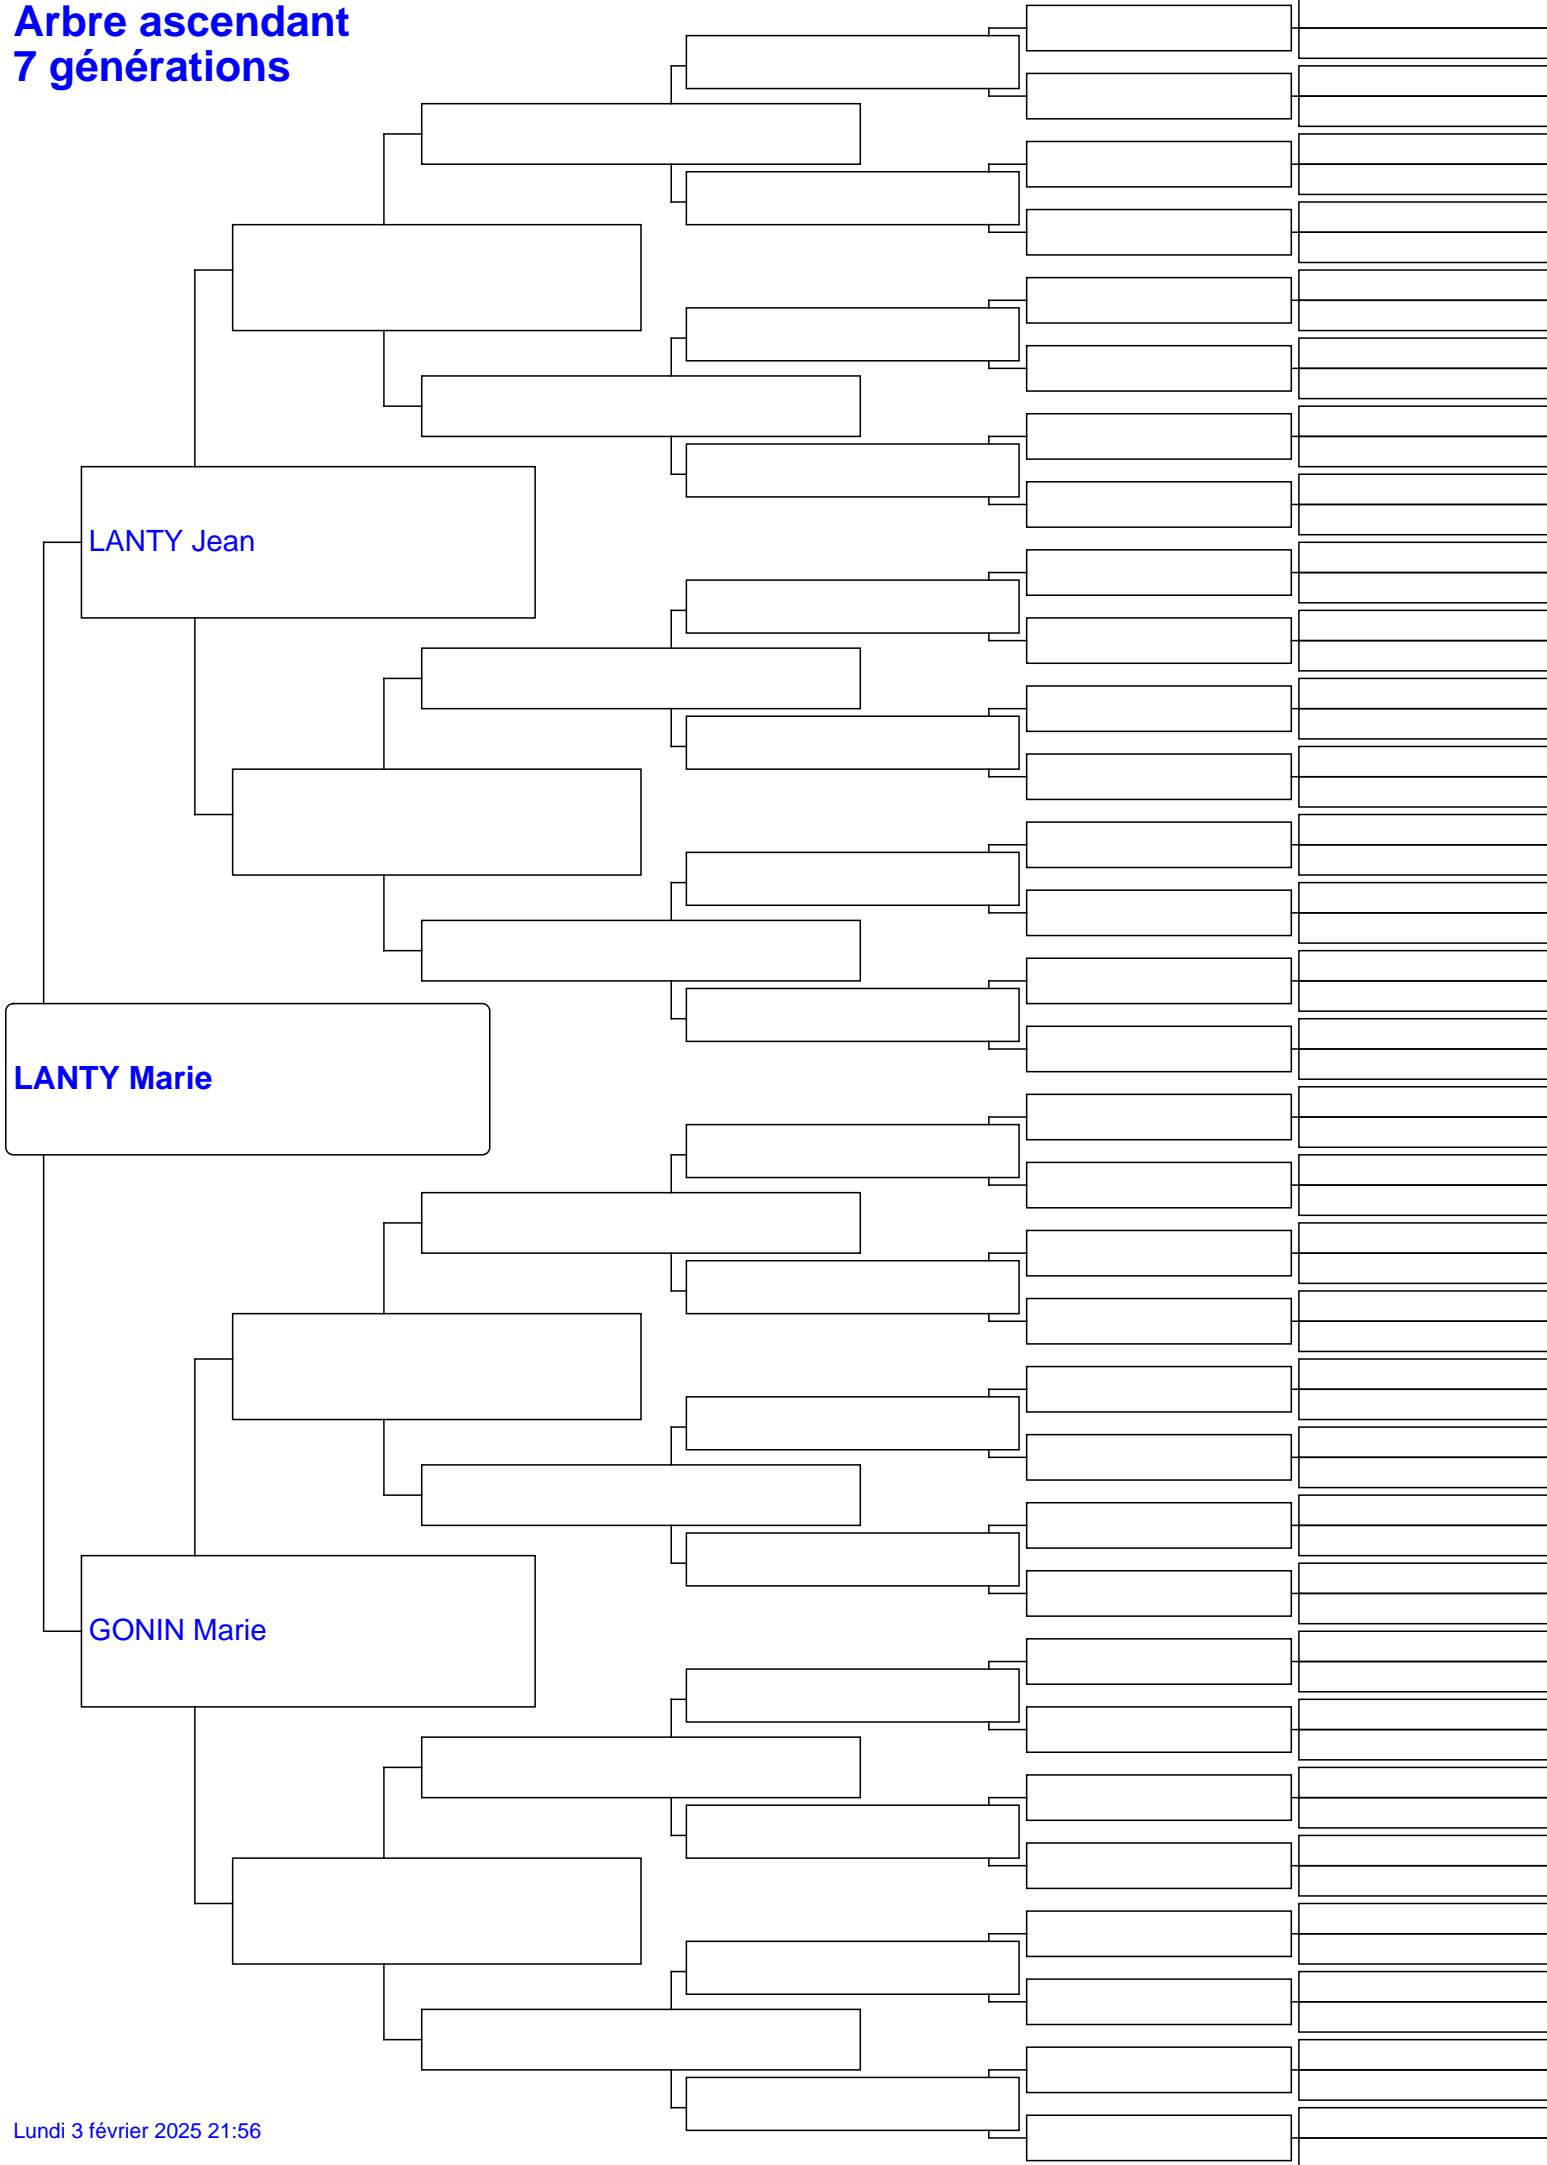 Arbre ascendant
7 générations
LANTY Jean
LANTY Marie
GONIN Marie
Lundi 3 février 2025 21:56